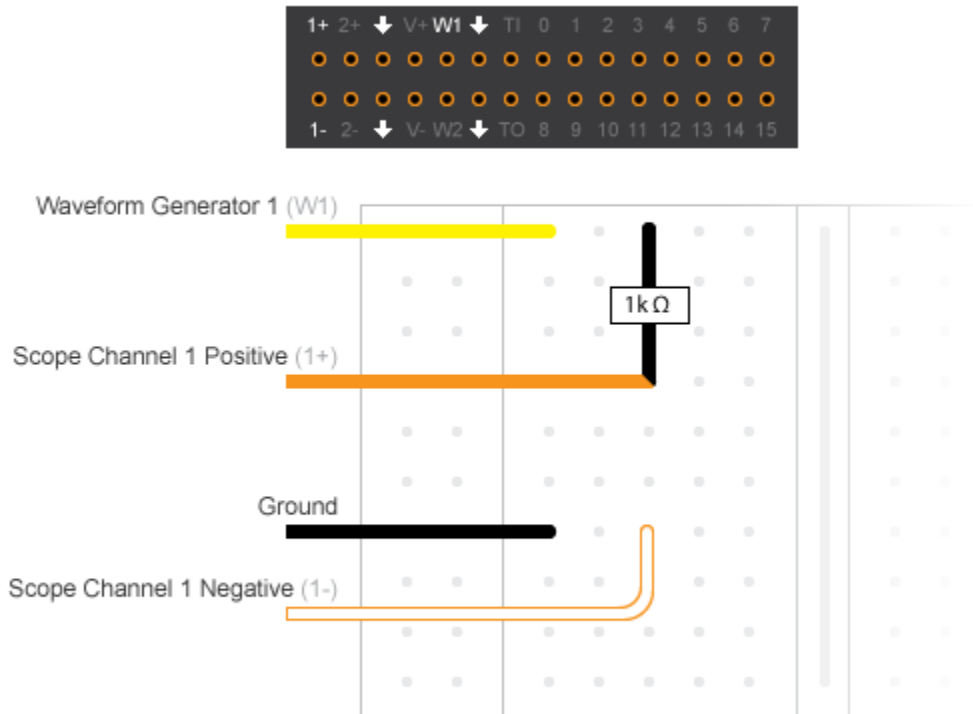 1+ 2+ ↓ V+ W1 ↓ TI 0 1 2 3 4 5 6 7
1- 2- ↓ V- W2 ↓ TO 8 9 10 11 12 13 14 15
Waveform Generator 1 (W1)
1k Ω
Scope Channel 1 Positive (1+)
Ground
Scope Channel 1 Negative (1-)